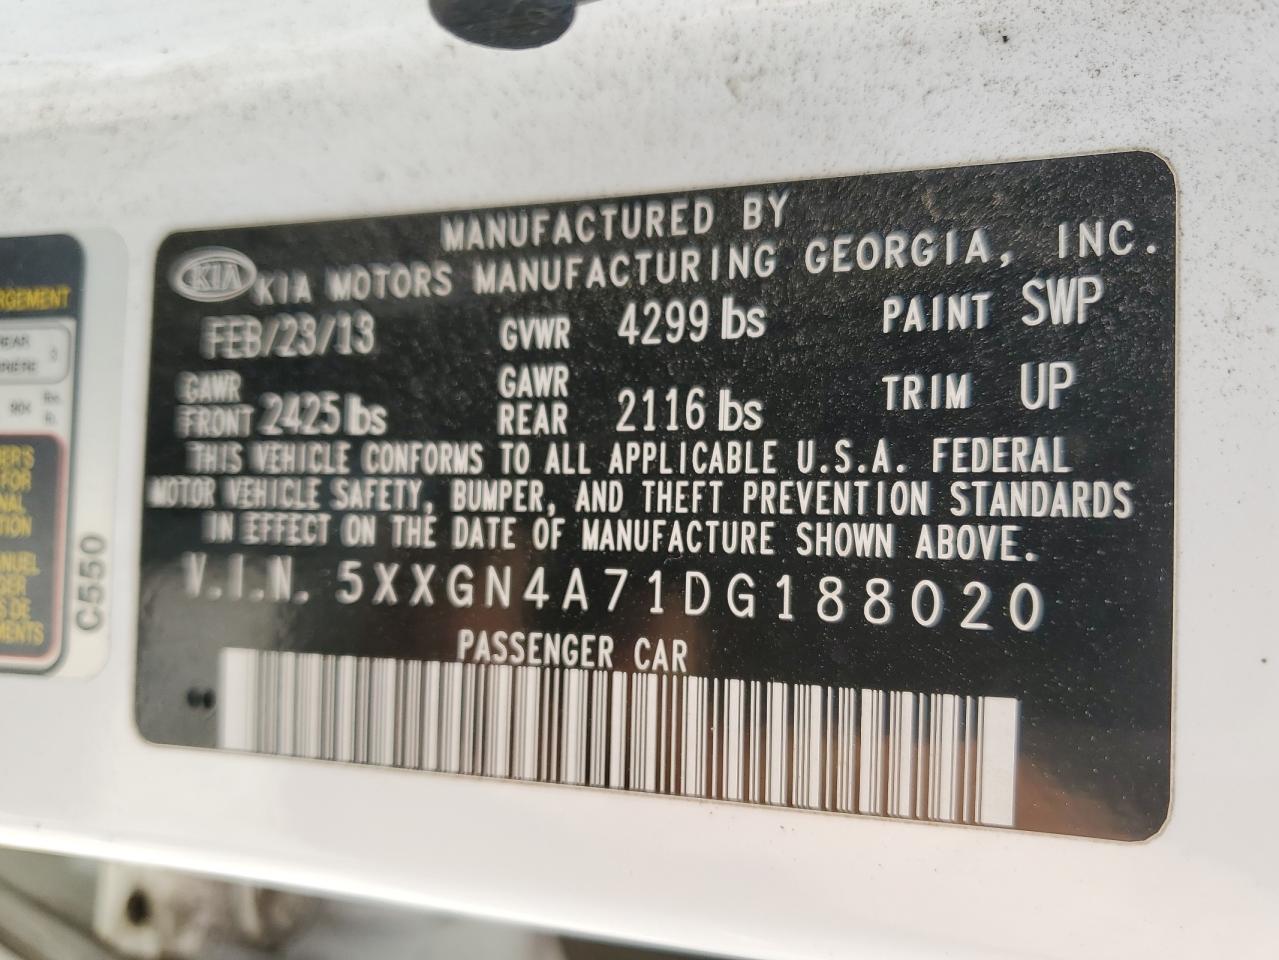 MANUFACTURED BY
KIA KIA MOTORS MANUFACTURING GEORGIA, INC.
FEB/23/13 GVWR 4299 lbs PAINT SWP
GAWR FRONT 2425 lbs GAWR REAR 2116 lbs TRIM UP
THIS VEHICLE CONFORMS TO ALL APPLICABLE U.S.A. FEDERAL
MOTOR VEHICLE SAFETY, BUMPER, AND THEFT PREVENTION STANDARDS
IN EFFECT ON THE DATE OF MANUFACTURE SHOWN ABOVE.
V.I.N. 5XXGN4A71DG188020
PASSENGER CAR
C550